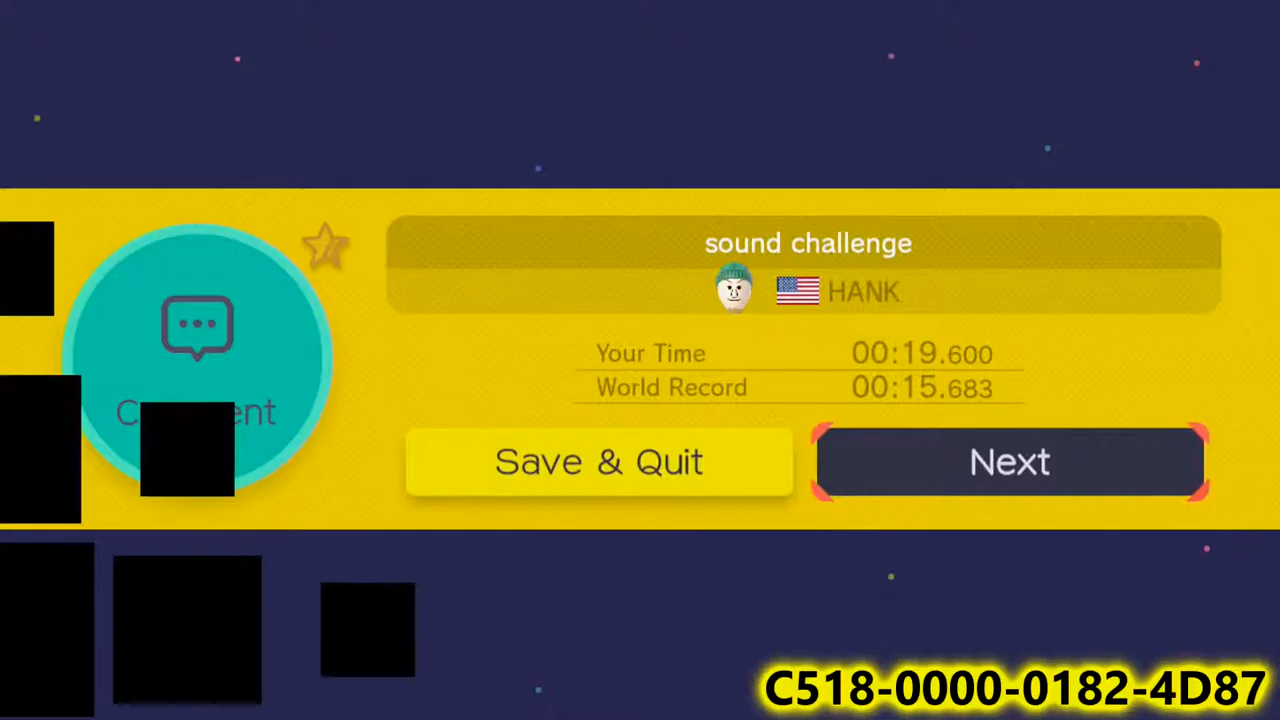 sound challenge
HANK
Your Time 00:19.600
World Record 00:15.683
Save & Quit
Next
C518-0000-0182-4D87